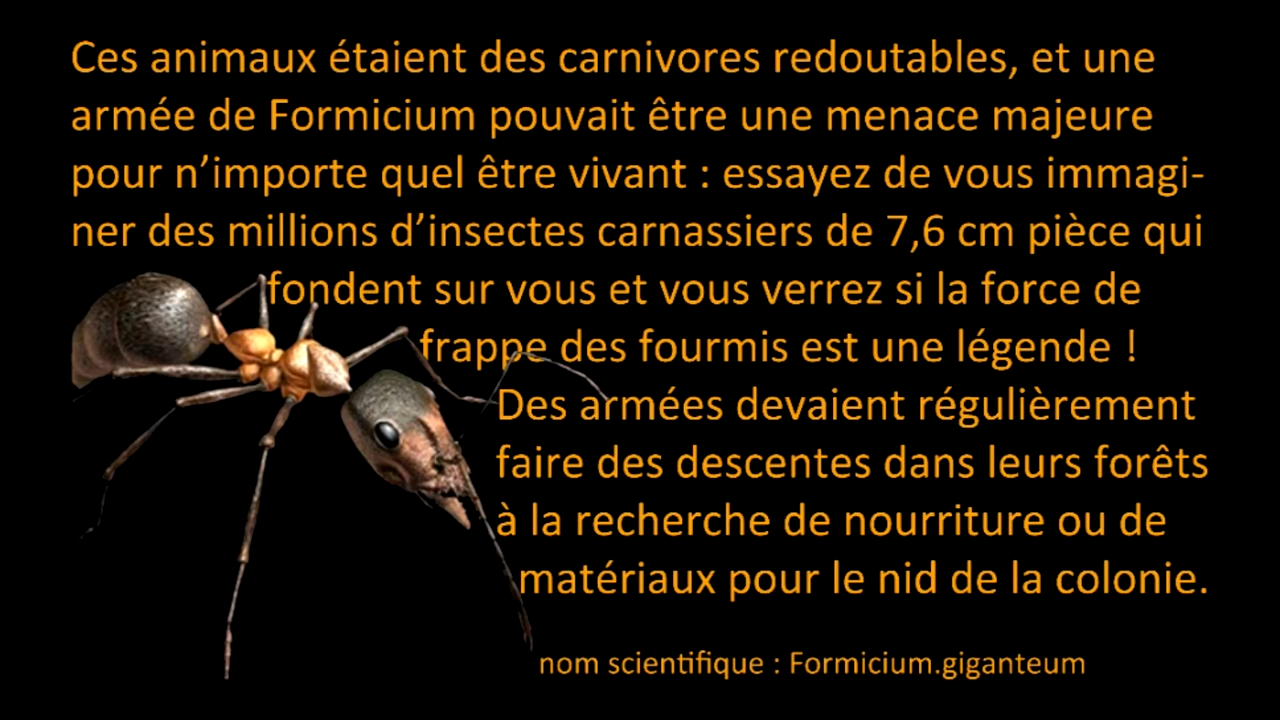 Ces animaux étaient des carnivores redoutables, et une
armée de Formicium pouvait être une menace majeure
pour n’importe quel être vivant : essayez de vous immagi-
ner des millions d’insectes carnassiers de 7,6 cm pièce qui
fondent sur vous et vous verrez si la force de
frappe des fourmis est une légende !
Des armées devaient régulièrement
faire des descentes dans leurs forêts
à la recherche de nourriture ou de
matériaux pour le nid de la colonie.
nom scientifique : Formicium.giganteum